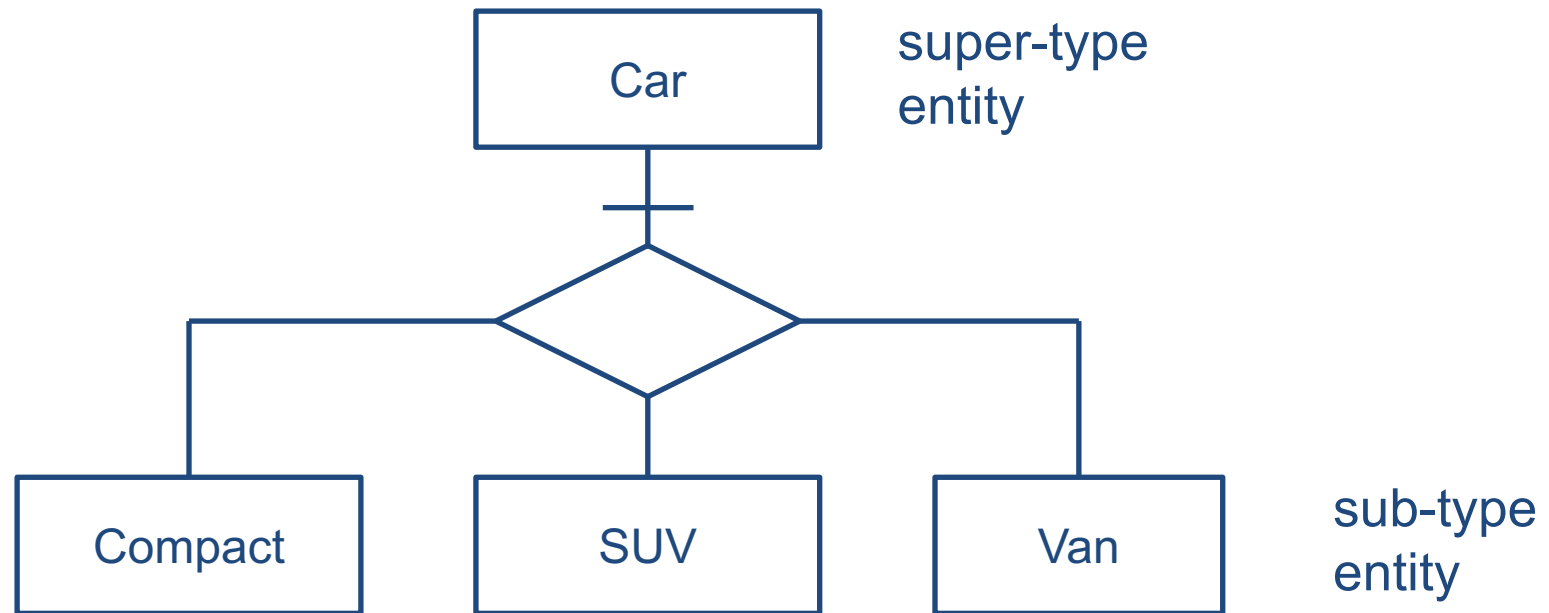 Car
super-type
entity
Compact
SUV
Van
sub-type
entity